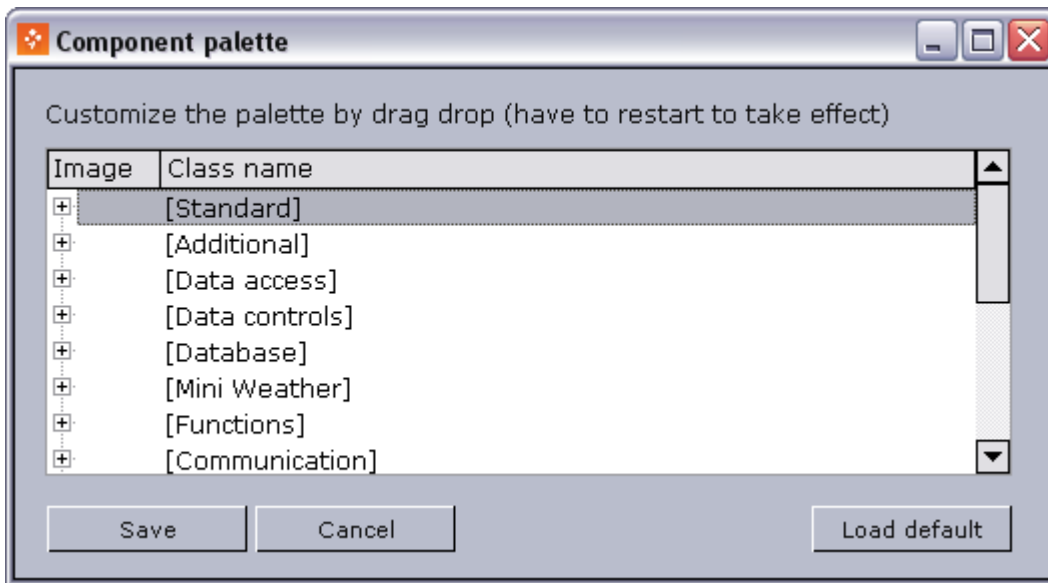 Component palette
Customize the palette by drag drop (have to restart to take effect)
Image Class name
[Standard]
[Additional]
[Data access]
[Data controls]
[Database]
[Mini Weather]
[Functions]
[Communication]
Save Cancel Load default